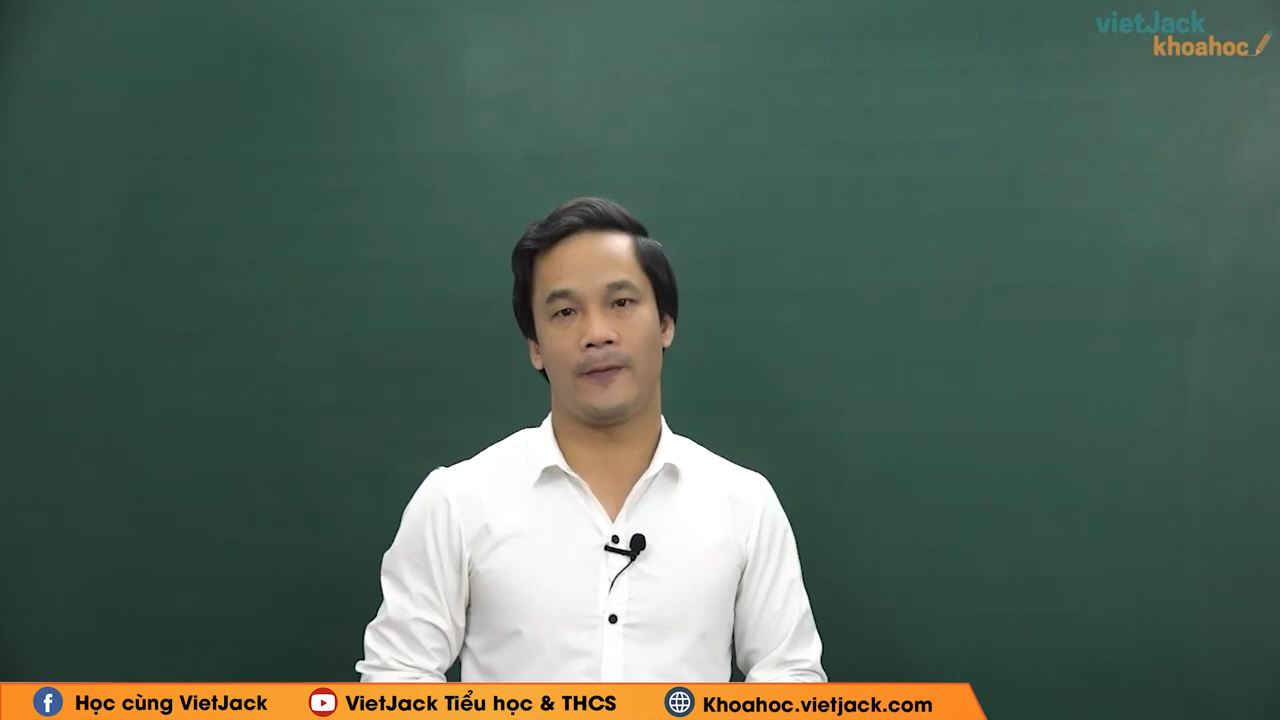 vietJack
khoahoc
Học cùng VietJack
VietJack Tiểu học & THCS
Khoahoc.vietjack.com